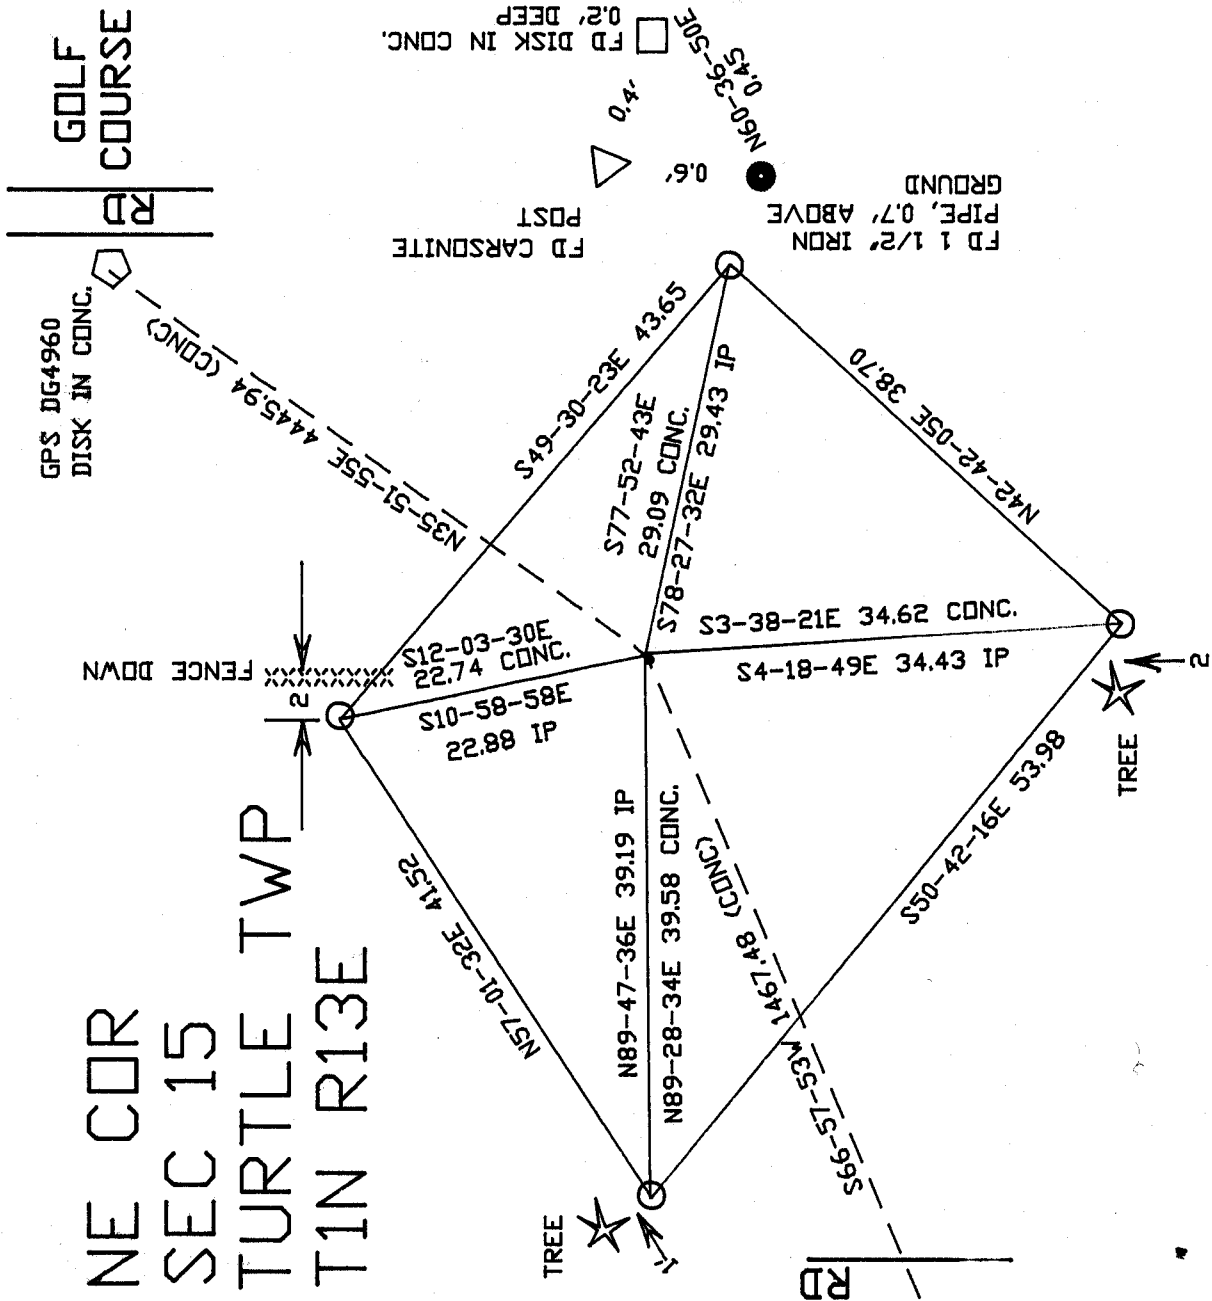 NE COR
SEC 15
TURTLE TWP
T1N R13E
GOLF
COURSE
RD
GPS DG4960
DISK IN CONC.
N35-51-55E 4445.94 (CONC)
FD DISK IN CONC.
0.2' DEEP
0.4'
N60-36-50E
0.45
0.6'
FD CARSONITE
POST
FD 1 1/2" IRON
PIPE, 0.7' ABOVE
GROUND
FENCE DOWN
2
S49-30-23E 43.65
S12-03-30E
22.74 CONC.
S10-58-58E
22.88 IP
S77-52-43E
29.09 CONC.
S78-27-32E 29.43 IP
N42-42-05E 38.70
S3-38-21E 34.62 CONC.
S4-18-49E 34.43 IP
N57-01-32E 41.52
N89-47-36E 39.19 IP
N89-28-34E 39.58 CONC.
S66-57-53W 1467.48 (CONC)
S50-42-16E 53.98
TREE
2
TREE
1'
RD